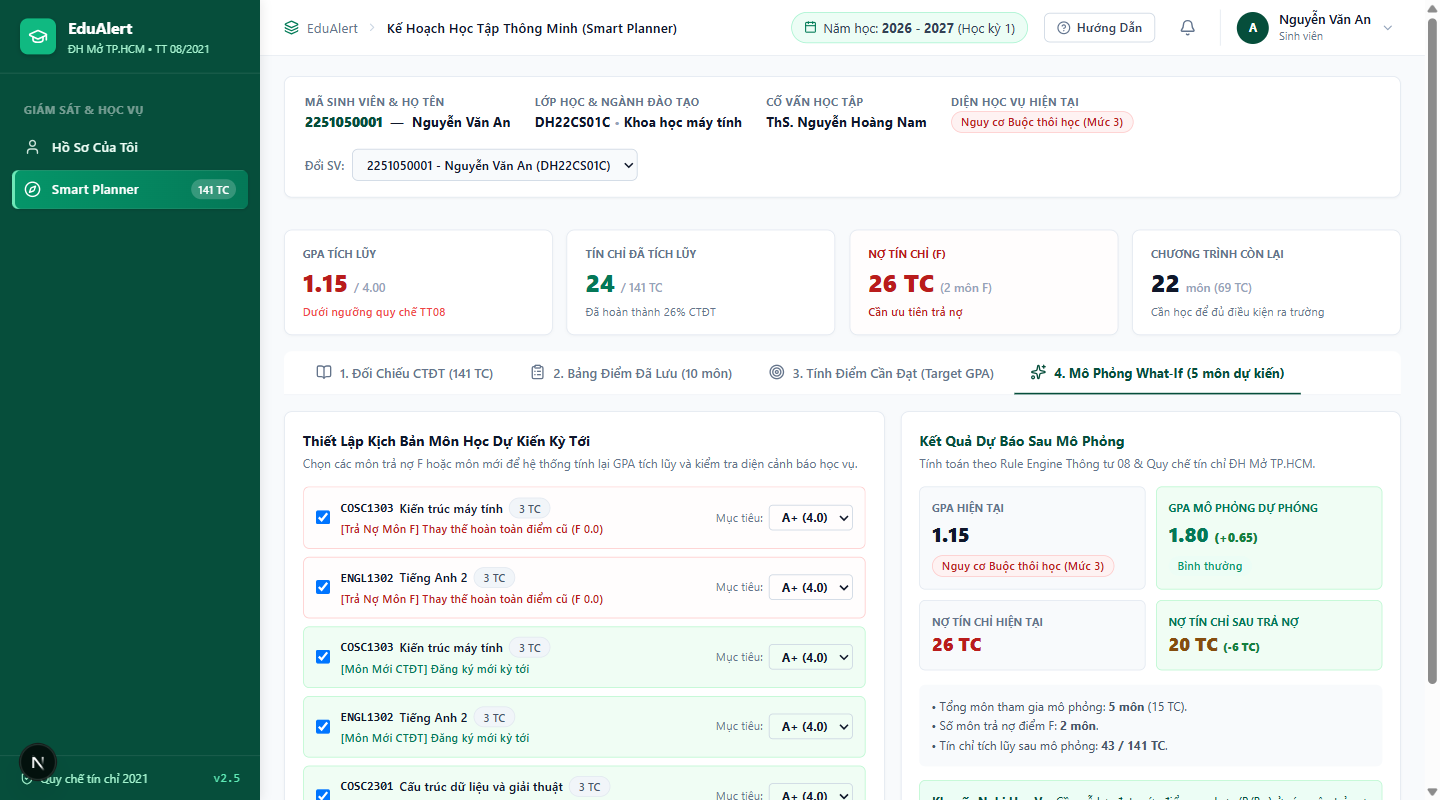 EduAlert
ĐH Mở TP.HCM • TT 08/2021
GIÁM SÁT & HỌC VỤ
Hồ Sơ Của Tôi
Smart Planner 141 TC
N
Quy chế tín chỉ 2021 v2.5
EduAlert Kế Hoạch Học Tập Thông Minh (Smart Planner)
Năm học: 2026 - 2027 (Học kỳ 1)
Hướng Dẫn
A
Nguyễn Văn An
Sinh viên
MÃ SINH VIÊN & HỌ TÊN
2251050001 — Nguyễn Văn An
LỚP HỌC & NGÀNH ĐÀO TẠO
DH22CS01C • Khoa học máy tính
CỐ VẤN HỌC TẬP
ThS. Nguyễn Hoàng Nam
DIỆN HỌC VỤ HIỆN TẠI
Nguy cơ Buộc thôi học (Mức 3)
Đổi SV: 2251050001 - Nguyễn Văn An (DH22CS01C)
GPA TÍCH LŨY
1.15 / 4.00
Dưới ngưỡng quy chế TT08
TÍN CHỈ ĐÃ TÍCH LŨY
24 / 141 TC
Đã hoàn thành 26% CTĐT
NỢ TÍN CHỈ (F)
26 TC (2 môn F)
Cần ưu tiên trả nợ
CHƯƠNG TRÌNH CÒN LẠI
22 môn (69 TC)
Cần học để đủ điều kiện ra trường
1. Đối Chiếu CTĐT (141 TC)
2. Bảng Điểm Đã Lưu (10 môn)
3. Tính Điểm Cần Đạt (Target GPA)
4. Mô Phỏng What-If (5 môn dự kiến)
Thiết Lập Kịch Bản Môn Học Dự Kiến Kỳ Tới
Chọn các môn trả nợ F hoặc môn mới để hệ thống tính lại GPA tích lũy và kiểm tra diện cảnh báo học vụ.
COSC1303 Kiến trúc máy tính 3 TC
[Trả Nợ Môn F] Thay thế hoàn toàn điểm cũ (F 0.0)
Mục tiêu: A+ (4.0)
ENGL1302 Tiếng Anh 2 3 TC
[Trả Nợ Môn F] Thay thế hoàn toàn điểm cũ (F 0.0)
Mục tiêu: A+ (4.0)
COSC1303 Kiến trúc máy tính 3 TC
[Môn Mới CTĐT] Đăng ký mới kỳ tới
Mục tiêu: A+ (4.0)
ENGL1302 Tiếng Anh 2 3 TC
[Môn Mới CTĐT] Đăng ký mới kỳ tới
Mục tiêu: A+ (4.0)
COSC2301 Cấu trúc dữ liệu và giải thuật 3 TC
Mục tiêu: A+ (4.0)
Kết Quả Dự Báo Sau Mô Phỏng
Tính toán theo Rule Engine Thông tư 08 & Quy chế tín chỉ ĐH Mở TP.HCM.
GPA HIỆN TẠI
1.15
Nguy cơ Buộc thôi học (Mức 3)
GPA MÔ PHỎNG DỰ PHÓNG
1.80 (+0.65)
Bình thường
NỢ TÍN CHỈ HIỆN TẠI
26 TC
NỢ TÍN CHỈ SAU TRẢ NỢ
20 TC (-6 TC)
• Tổng môn tham gia mô phỏng: 5 môn (15 TC).
• Số môn trả nợ điểm F: 2 môn.
• Tín chỉ tích lũy sau mô phỏng: 43 / 141 TC.